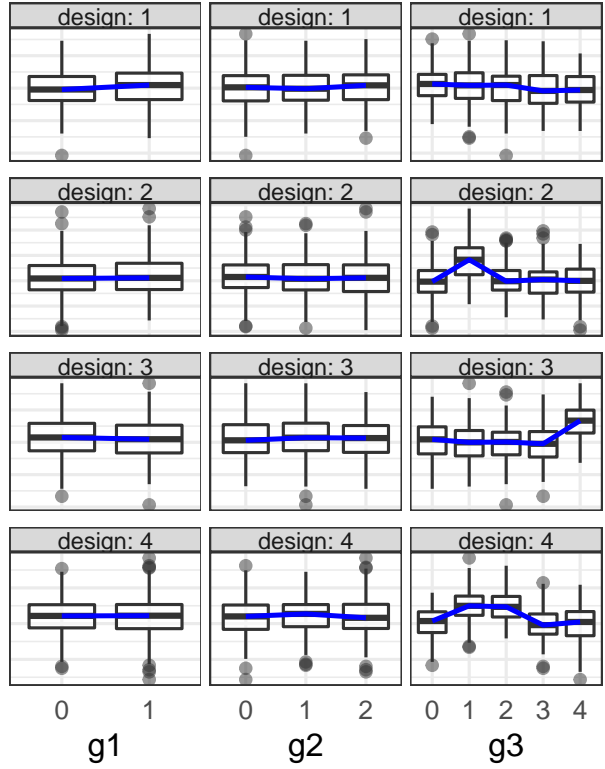 design: 1 design: 1 design: 1
design: 2 design: 2 design: 2
design: 3 design: 3 design: 3
design: 4 design: 4 design: 4
0 1 0 1 2 0 1 2 3 4
g1 g2 g3